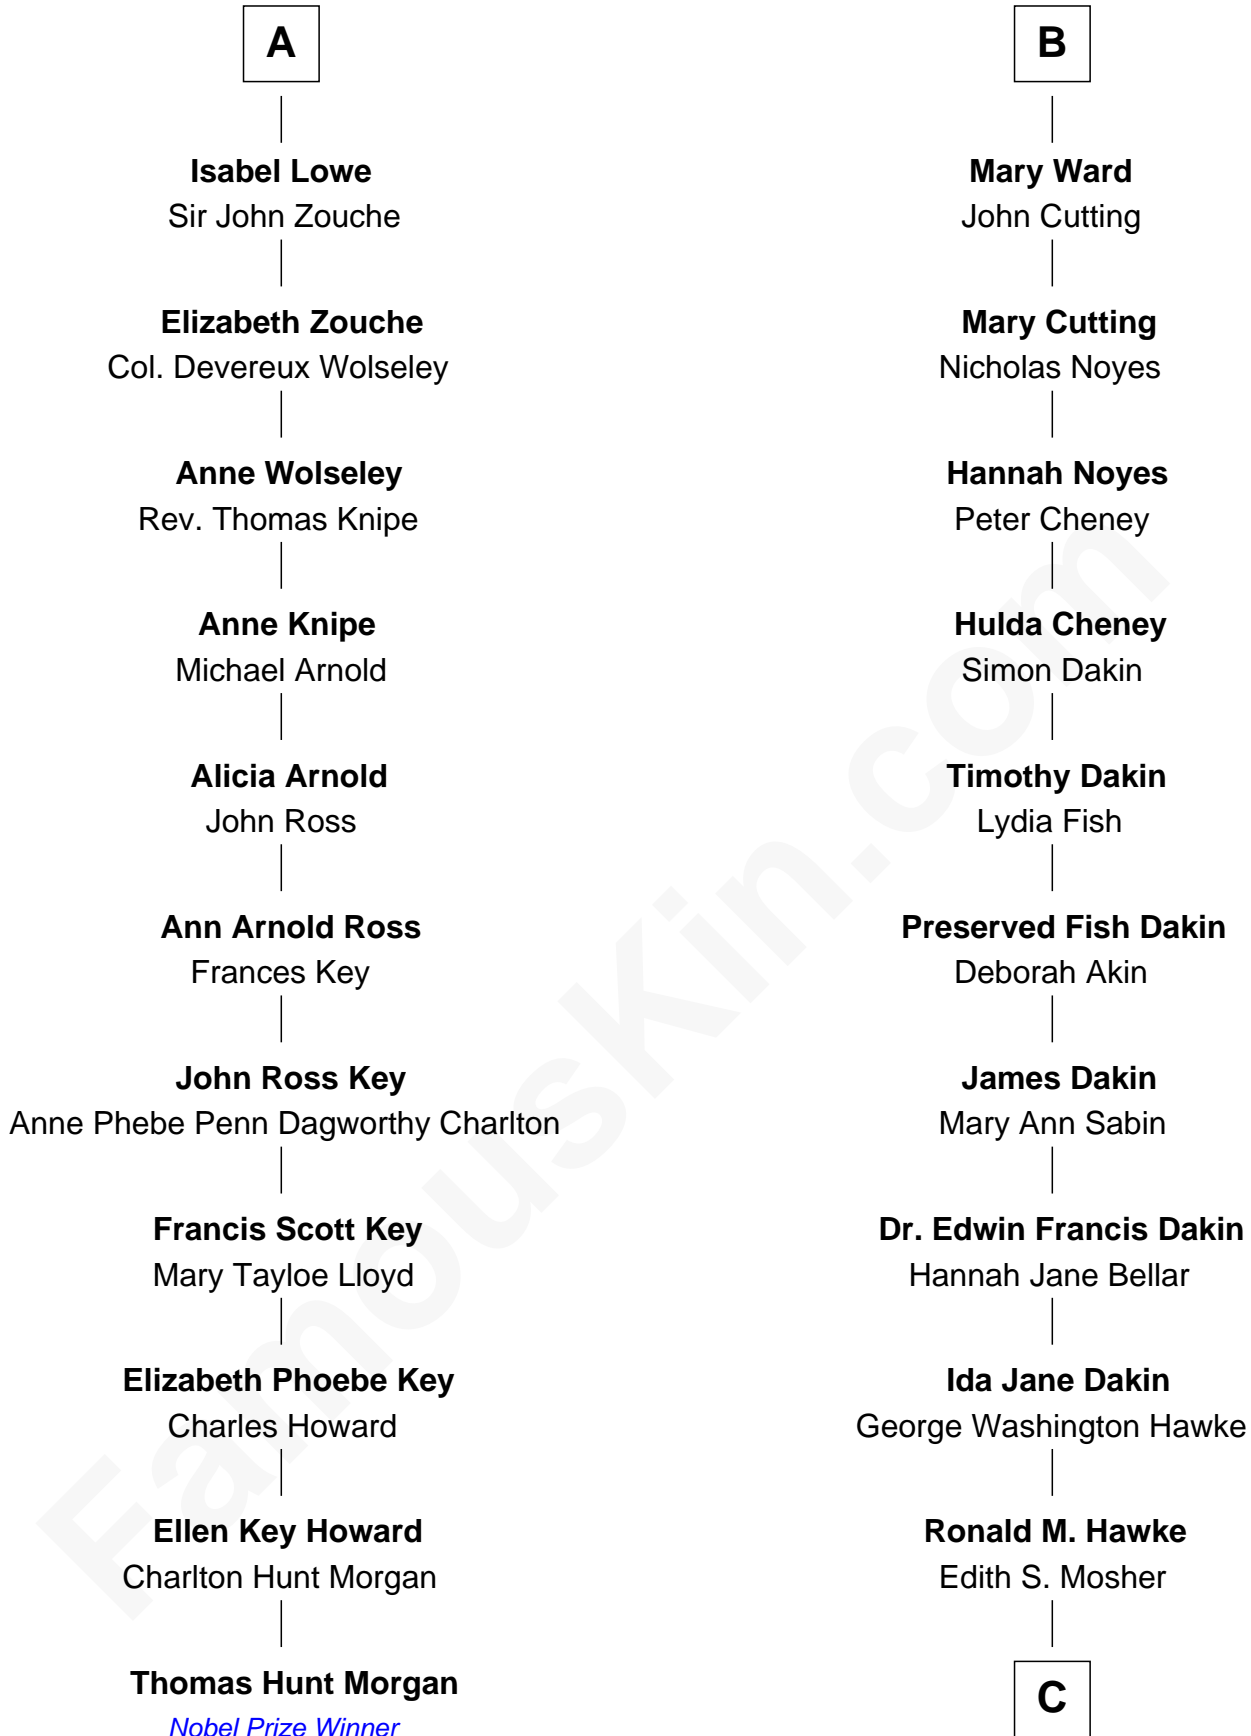 A
Isabel Lowe
Sir John Zouche
Elizabeth Zouche
Col. Devereux Wolseley
Anne Wolseley
Rev. Thomas Knipe
Anne Knipe
Michael Arnold
Alicia Arnold
John Ross
Ann Arnold Ross
Frances Key
John Ross Key
Anne Phebe Penn Dagworthy Charlton
Francis Scott Key
Mary Tayloe Lloyd
Elizabeth Phoebe Key
Charles Howard
Ellen Key Howard
Charlton Hunt Morgan
Thomas Hunt Morgan
Nobel Prize Winner
B
Mary Ward
John Cutting
Mary Cutting
Nicholas Noyes
Hannah Noyes
Peter Cheney
Hulda Cheney
Simon Dakin
Timothy Dakin
Lydia Fish
Preserved Fish Dakin
Deborah Akin
James Dakin
Mary Ann Sabin
Dr. Edwin Francis Dakin
Hannah Jane Bellar
Ida Jane Dakin
George Washington Hawke
Ronald M. Hawke
Edith S. Mosher
C
FamousKin.com